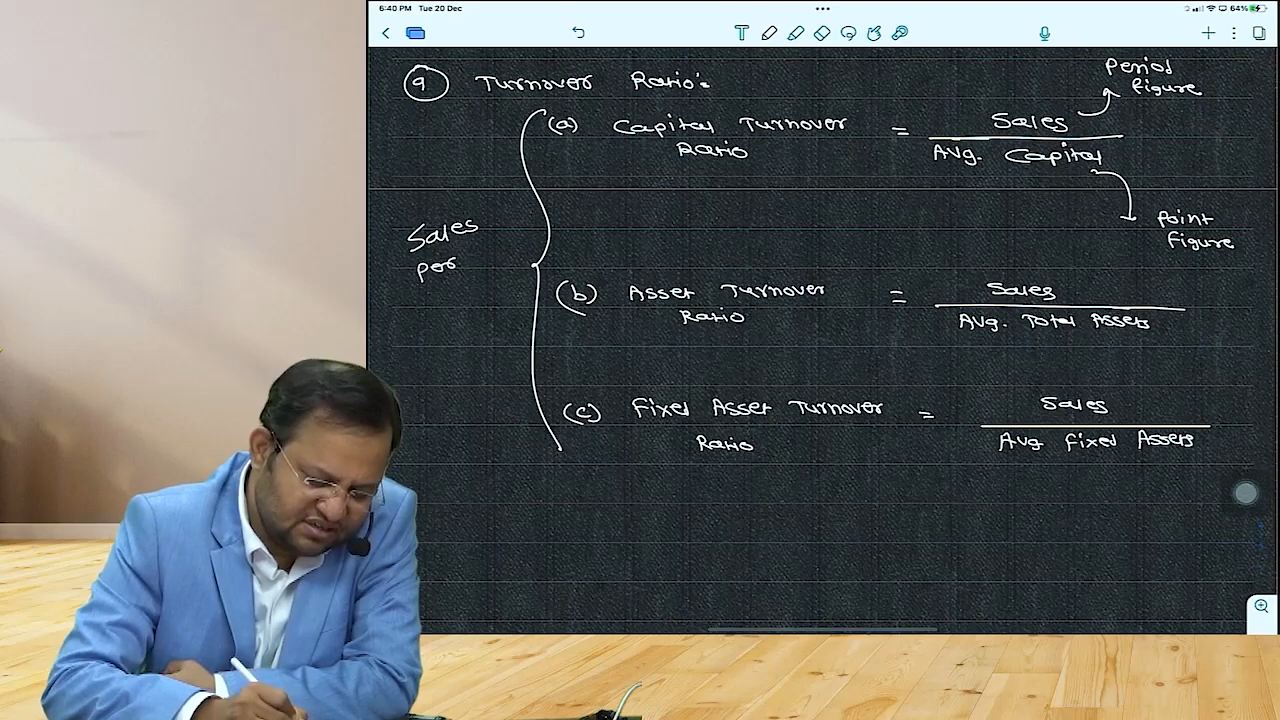 6:40 PM Tue 20 Dec
64%
9 Turnover Ratio's
Period
figure
(a) Capital Turnover = Sales
Ratio Avg. Capital
Point
figure
Sales
per
(b) Asset Turnover = Sales
Ratio Avg. Total Assets
(c) Fixed Asset Turnover = Sales
Ratio Avg Fixed Assets